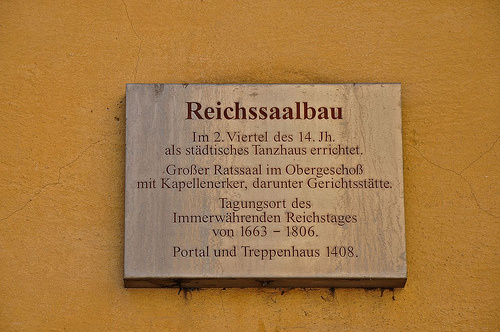 Reichssaalbau
Im 2. Viertel des 14. Jh.
als städtisches Tanzhaus errichtet.
Großer Ratssaal im Obergeschoß
mit Kapellenerker, darunter Gerichtsstätte.
Tagungsort des
Immerwährenden Reichstages
von 1663 – 1806.
Portal und Treppenhaus 1408.